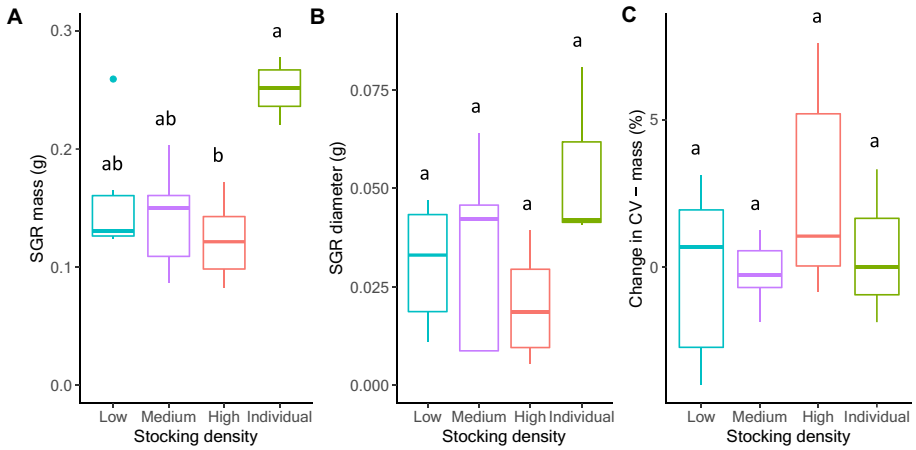 A
SGR mass (g)
0.3
0.2
0.1
0.0
ab
ab
b
a
Low Medium High Individual
Stocking density
B
SGR diameter (g)
0.075
0.050
0.025
0.000
a
a
a
a
Low Medium High Individual
Stocking density
C
Change in CV − mass (%)
5
0
a
a
a
a
Low Medium High Individual
Stocking density